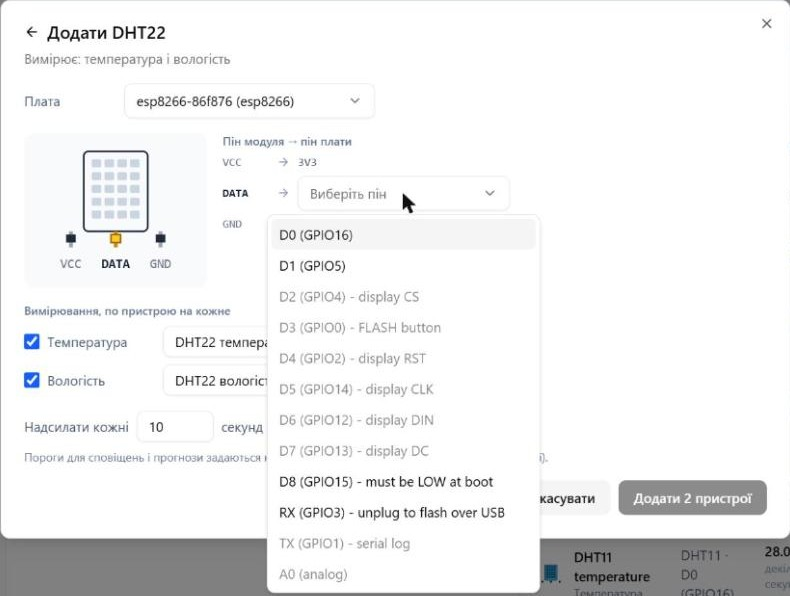 ← Додати DHT22
×
Вимірює: температура і вологість
Плата
esp8266-86f876 (esp8266)
Пін модуля → пін плати
VCC → 3V3
DATA → Виберіть пін
GND
VCC DATA GND
D0 (GPIO16)
D1 (GPIO5)
D2 (GPIO4) - display CS
D3 (GPIO0) - FLASH button
D4 (GPIO2) - display RST
D5 (GPIO14) - display CLK
D6 (GPIO12) - display DIN
D7 (GPIO13) - display DC
D8 (GPIO15) - must be LOW at boot
RX (GPIO3) - unplug to flash over USB
TX (GPIO1) - serial log
A0 (analog)
Вимірювання, по пристрою на кожне
Температура
DHT22 темпера
Вологість
DHT22 вологіст
Надсилати кожні 10 секунд
Пороги для сповіщень і прогнози задаються
касувати
Додати 2 пристрої
DHT11
temperature
Температура
DHT11 ·
D0
(GPIO16)
28.0
декіл
секу